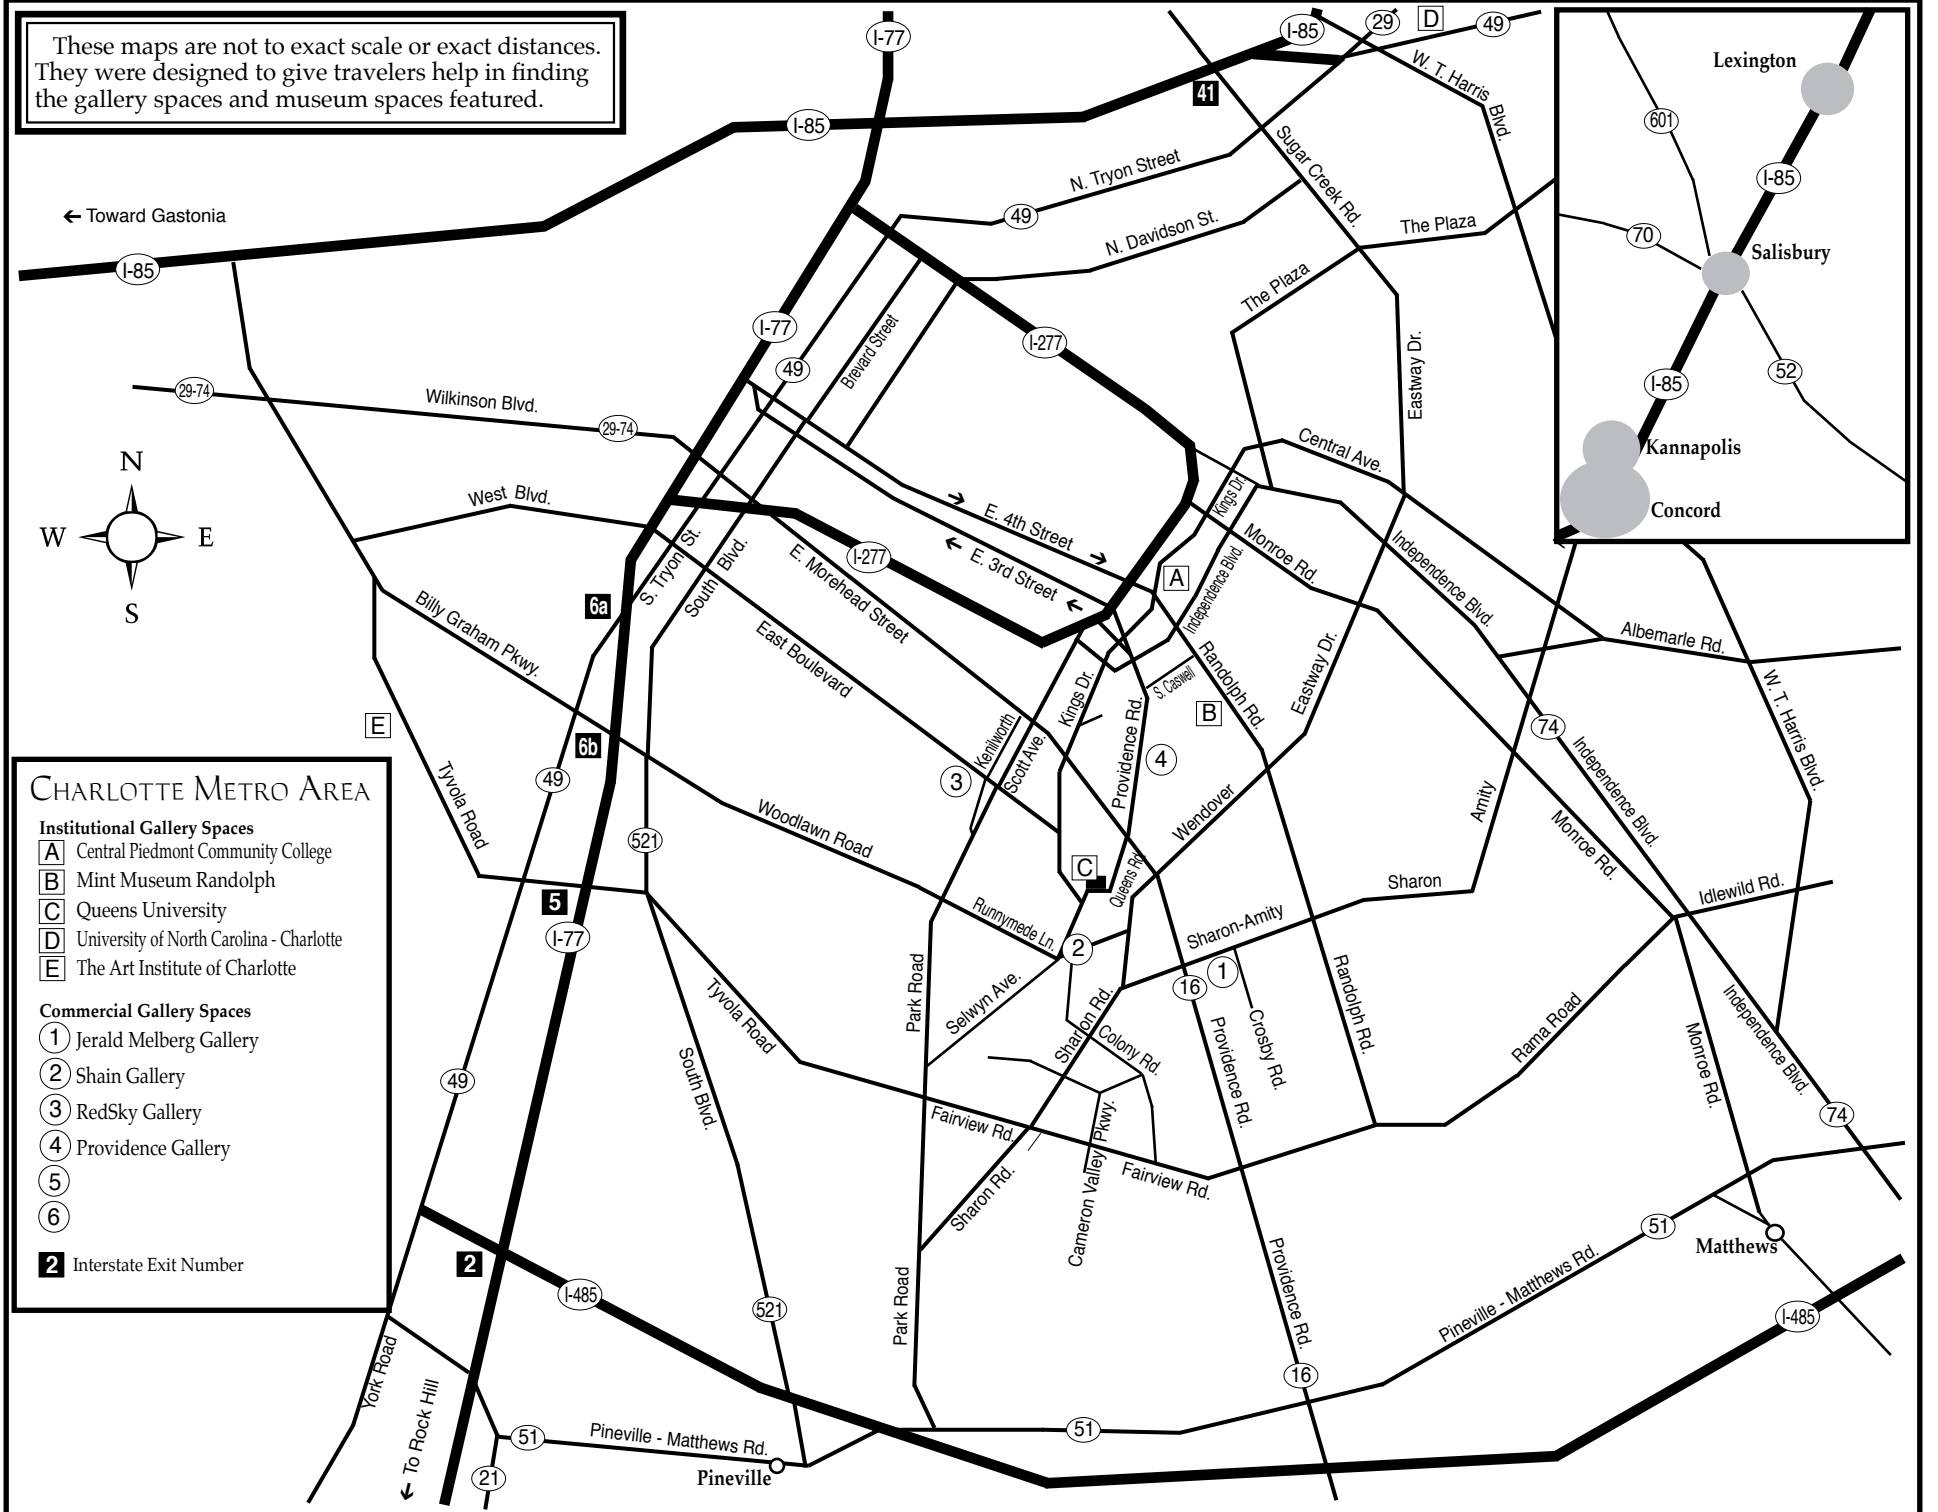 These maps are not to exact scale or exact distances.
They were designed to give travelers help in finding
the gallery spaces and museum spaces featured.
I-77
I-85
29
D
49
W. T. Harris
Blvd.
41
I-85
Sugar Creek Rd.
N. Tryon Street
49
N. Davidson St.
The Plaza
The Plaza
Toward Gastonia
I-85
I-77
49
Brevard Street
I-277
Eastway Dr.
Lexington
601
I-85
70
Salisbury
I-85
52
Kannapolis
Concord
29-74
Wilkinson Blvd.
29-74
N
W
E
S
West Blvd.
Central Ave.
Kings Dr.
E. 4th Street
E. 3rd Street
Monroe Rd.
Independence Blvd.
I-277
S. Tryon St.
South Blvd.
E. Morehead Street
A
Independence Blvd.
6a
Billy Graham Pkwy.
East Boulevard
Albemarle Rd.
Randolph Rd.
Eastway Dr.
S. Caswell
W. T. Harris Blvd.
Kings Dr.
B
E
6b
Kenilworth
Scott Ave.
Providence Rd.
4
74
Independence Blvd.
49
3
Tyvola Road
521
Woodlawn Road
Wendover
Amity
Monroe Rd.
C
Queens Rd.
Sharon
Idlewild Rd.
5
I-77
Runnymede Ln.
2
Sharon-Amity
1
16
Park Road
Selwyn Ave.
Sharon Rd.
Colony Rd.
Crosby Rd.
Providence Rd.
Randolph Rd.
Rama Road
Independence Blvd.
Monroe Rd.
74
Tyvola Road
South Blvd.
49
Fairview Rd.
Cameron Valley Pkwy.
Fairview Rd.
Sharon Rd.
CHARLOTTE METRO AREA
Institutional Gallery Spaces
A Central Piedmont Community College
B Mint Museum Randolph
C Queens University
D University of North Carolina - Charlotte
E The Art Institute of Charlotte
Commercial Gallery Spaces
1 Jerald Melberg Gallery
2 Shain Gallery
3 RedSky Gallery
4 Providence Gallery
5
6
2 Interstate Exit Number
2
I-485
521
Park Road
Providence Rd.
16
51
Matthews
Pineville - Matthews Rd.
I-485
York Road
To Rock Hill
51
Pineville - Matthews Rd.
51
Pineville
21